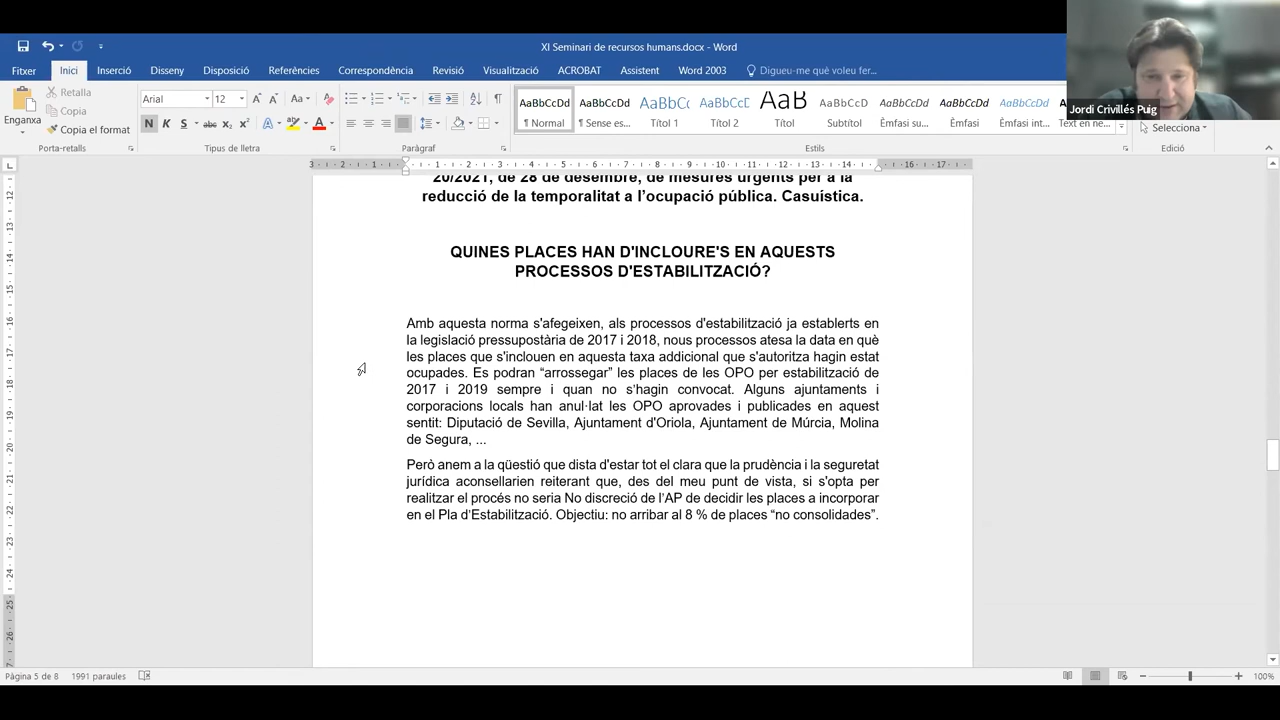 XI Seminari de recursos humans.docx - Word
Fitxer Inici Inserció Disseny Disposició Referències Correspondència Revisió Visualització ACROBAT Assistent Word 2003 Digueu-me què voleu fer...
Jordi Crivillés Puig
Enganxa
Retalla
Copia
Copia el format
Porta-retalls
Arial 12
Tipus de lletra
Paràgraf
AaBbCcDd AaBbCcDd AaBbCc AaBbCcD AaB AaBbCcD AaBbCcDd AaBbCcDd AaBbCcDd AaBbCcDd
¶ Normal ¶ Sense es... Títol 1 Títol 2 Títol Subtítol Èmfasi sub... Èmfasi Èmfasi int... Text en ne...
Estils
Selecciona
Edició
20/2021, de 28 de desembre, de mesures urgents per a la
reducció de la temporalitat a l’ocupació pública. Casuística.
QUINES PLACES HAN D'INCLOURE'S EN AQUESTS
PROCESSOS D'ESTABILITZACIÓ?
Amb aquesta norma s'afegeixen, als processos d'estabilització ja establerts en
la legislació pressupostària de 2017 i 2018, nous processos atesa la data en què
les places que s'inclouen en aquesta taxa addicional que s'autoritza hagin estat
ocupades. Es podran “arrossegar” les places de les OPO per estabilització de
2017 i 2019 sempre i quan no s’hagin convocat. Alguns ajuntaments i
corporacions locals han anul·lat les OPO aprovades i publicades en aquest
sentit: Diputació de Sevilla, Ajuntament d'Oriola, Ajuntament de Múrcia, Molina
de Segura, ...
Però anem a la qüestió que dista d'estar tot el clara que la prudència i la seguretat
jurídica aconsellarien reiterant que, des del meu punt de vista, si s'opta per
realitzar el procés no seria No discreció de l’AP de decidir les places a incorporar
en el Pla d’Estabilització. Objectiu: no arribar al 8 % de places “no consolidades”.
Pàgina 5 de 8 1991 paraules
100%